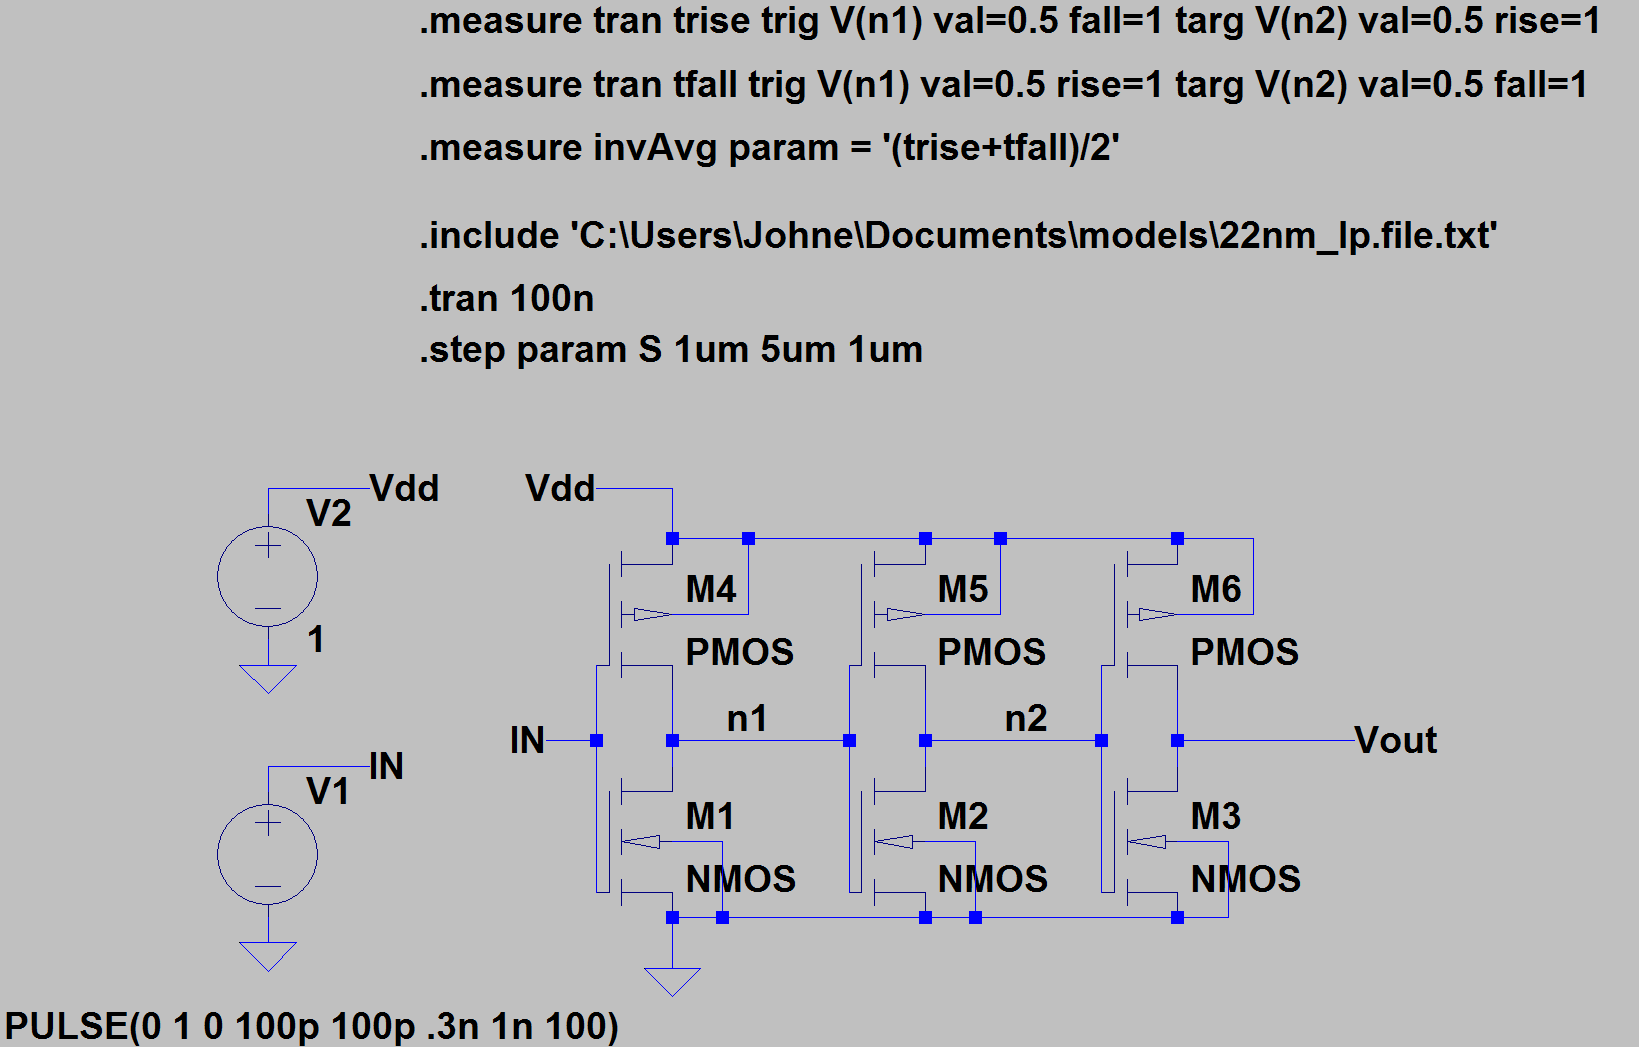 .measure tran trise trig V(n1) val=0.5 fall=1 targ V(n2) val=0.5 rise=1
.measure tran tfall trig V(n1) val=0.5 rise=1 targ V(n2) val=0.5 fall=1
.measure invAvg param = '(trise+tfall)/2'
.include 'C:\Users\Johne\Documents\models\22nm_lp.file.txt'
.tran 100n
.step param S 1um 5um 1um
Vdd
V2
1
Vdd
M4
PMOS
M5
PMOS
M6
PMOS
IN
n1
n2
Vout
IN
V1
M1
NMOS
M2
NMOS
M3
NMOS
PULSE(0 1 0 100p 100p .3n 1n 100)